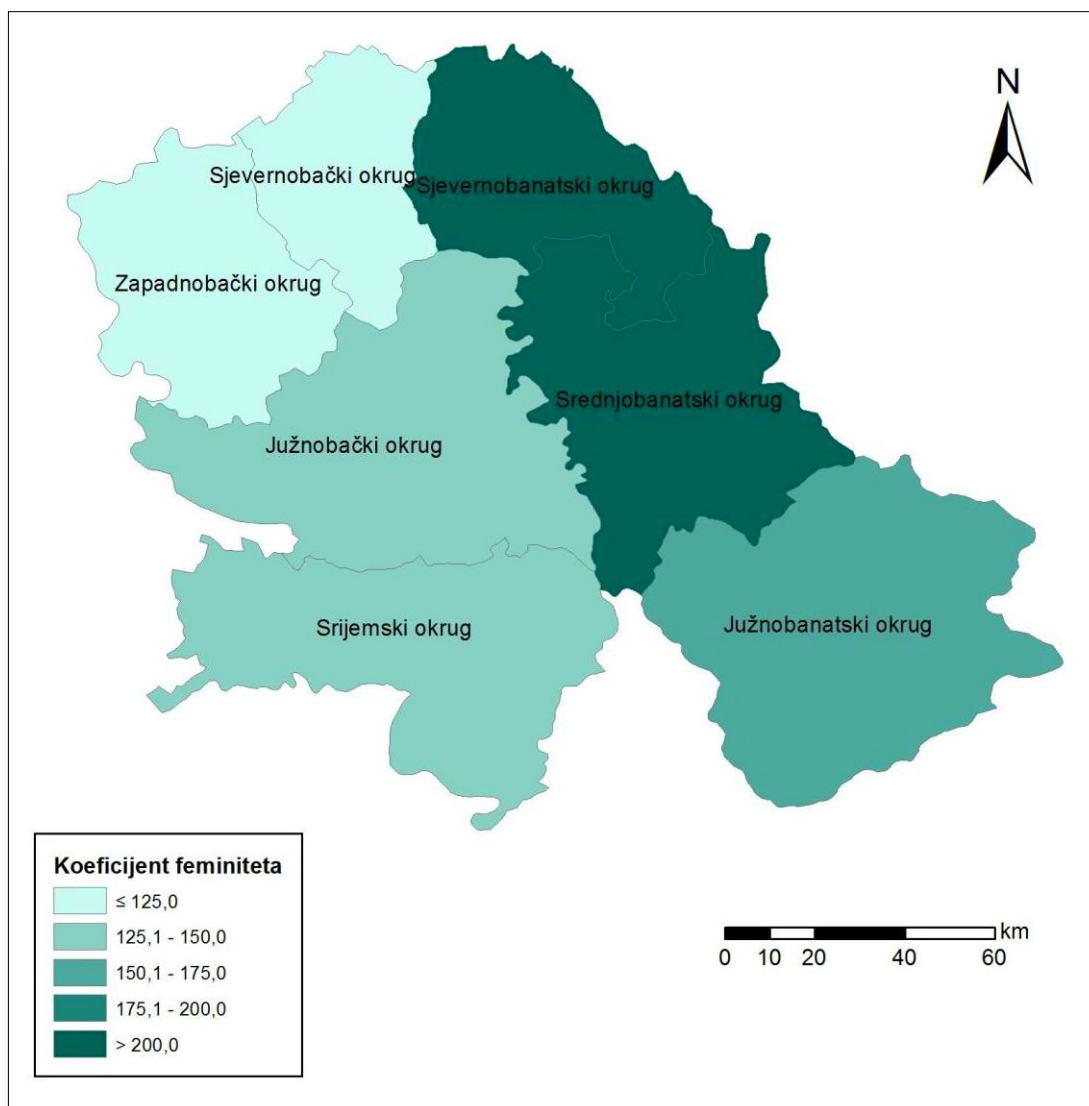 N
Sjevernobački okrug
Sjevernobanatski okrug
Zapadnobački okrug
Srednjobanatski okrug
Južnobački okrug
Južnobanatski okrug
Srijemski okrug
Koeficijent feminiteta
≤ 125,0
125,1 - 150,0
150,1 - 175,0
175,1 - 200,0
> 200,0
km
0 10 20 40 60